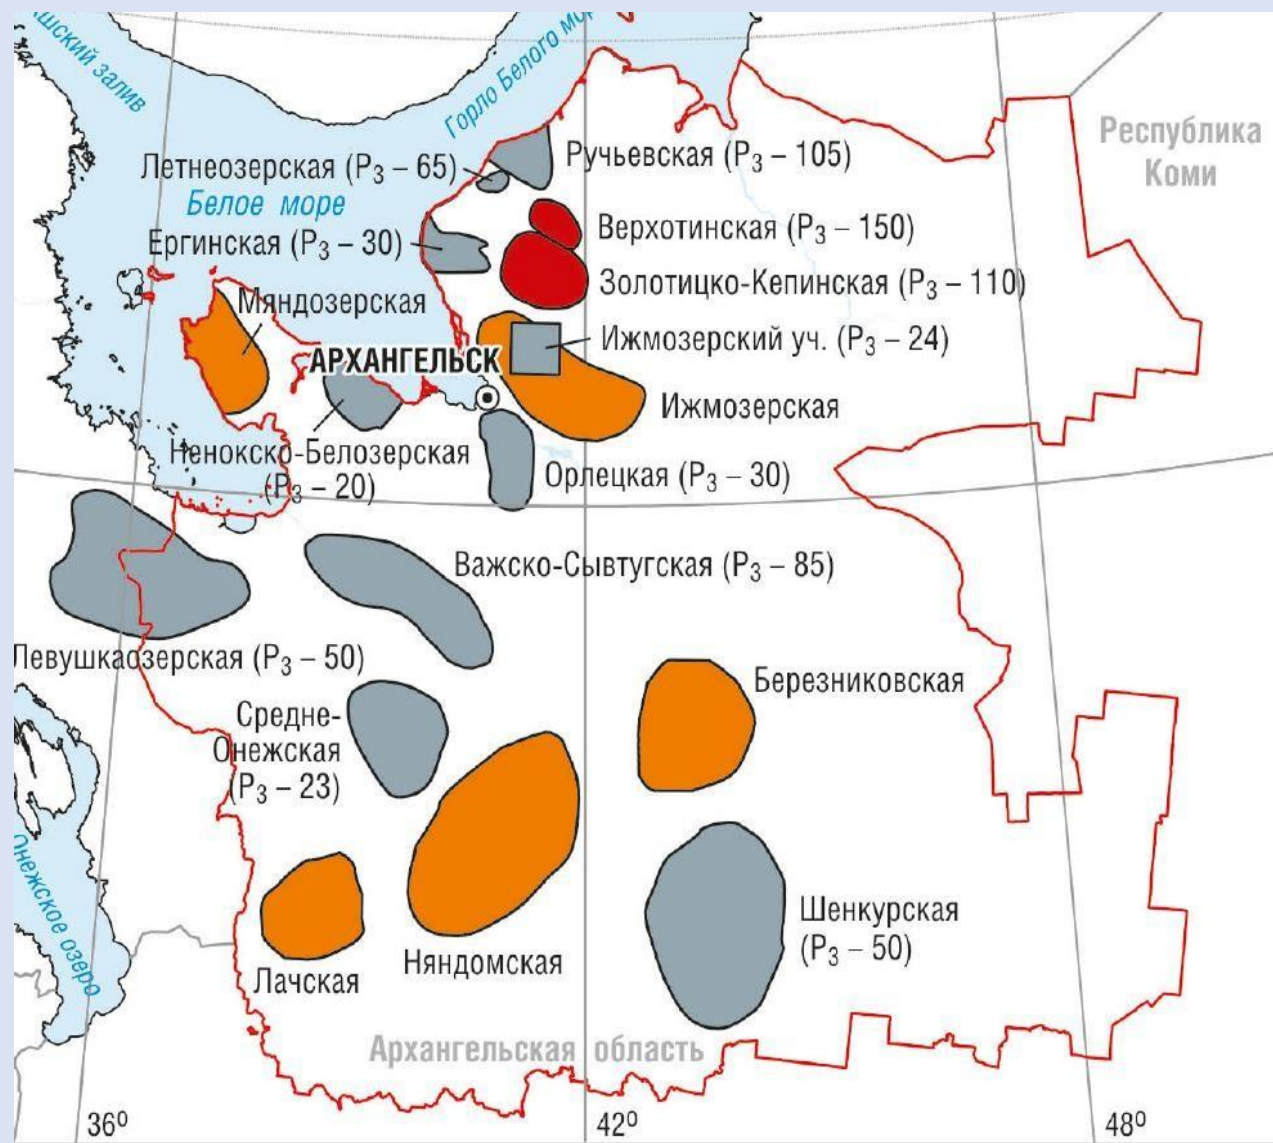 Горло Белого мор
шский залив
Республика
Коми
Ручьевская (P₃ – 105)
Летнеозерская (P₃ – 65)
Белое море
Верхотинская (P₃ – 150)
Ергинская (P₃ – 30)
Золотицко-Кепинская (P₃ – 110)
Мяндозерская
Ижмозерский уч. (P₃ – 24)
АРХАНГЕЛЬСК
Ижмозерская
Ненокско-Белозерская
(P₃ – 20)
Орлецкая (P₃ – 30)
Важско-Сывтугская (P₃ – 85)
Левушкаозерская (P₃ – 50)
Березниковская
Средне-
Онежская
(P₃ – 23)
Онежское озеро
Шенкурская
(P₃ – 50)
Няндомская
Лачская
Архангельская область
36⁰
42⁰
48⁰